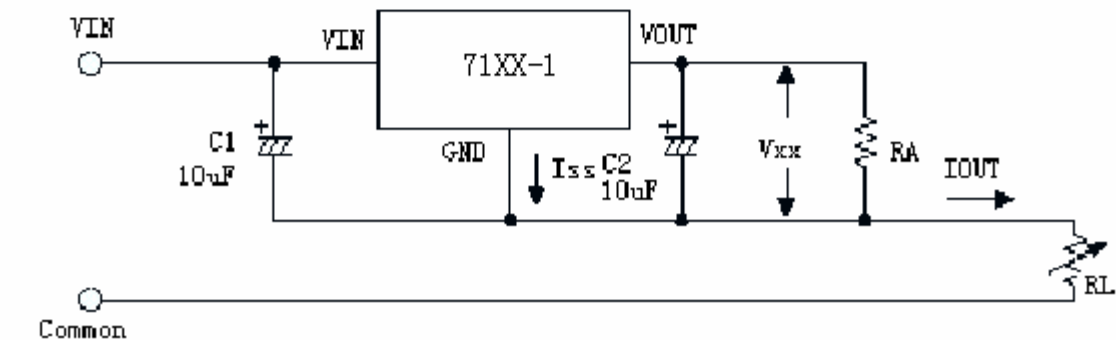 VIN
VIN
71XX-1
VOUT
C1
10uF
GND
Iss
C2
10uF
Vxx
RA
IOUT
RL
Common